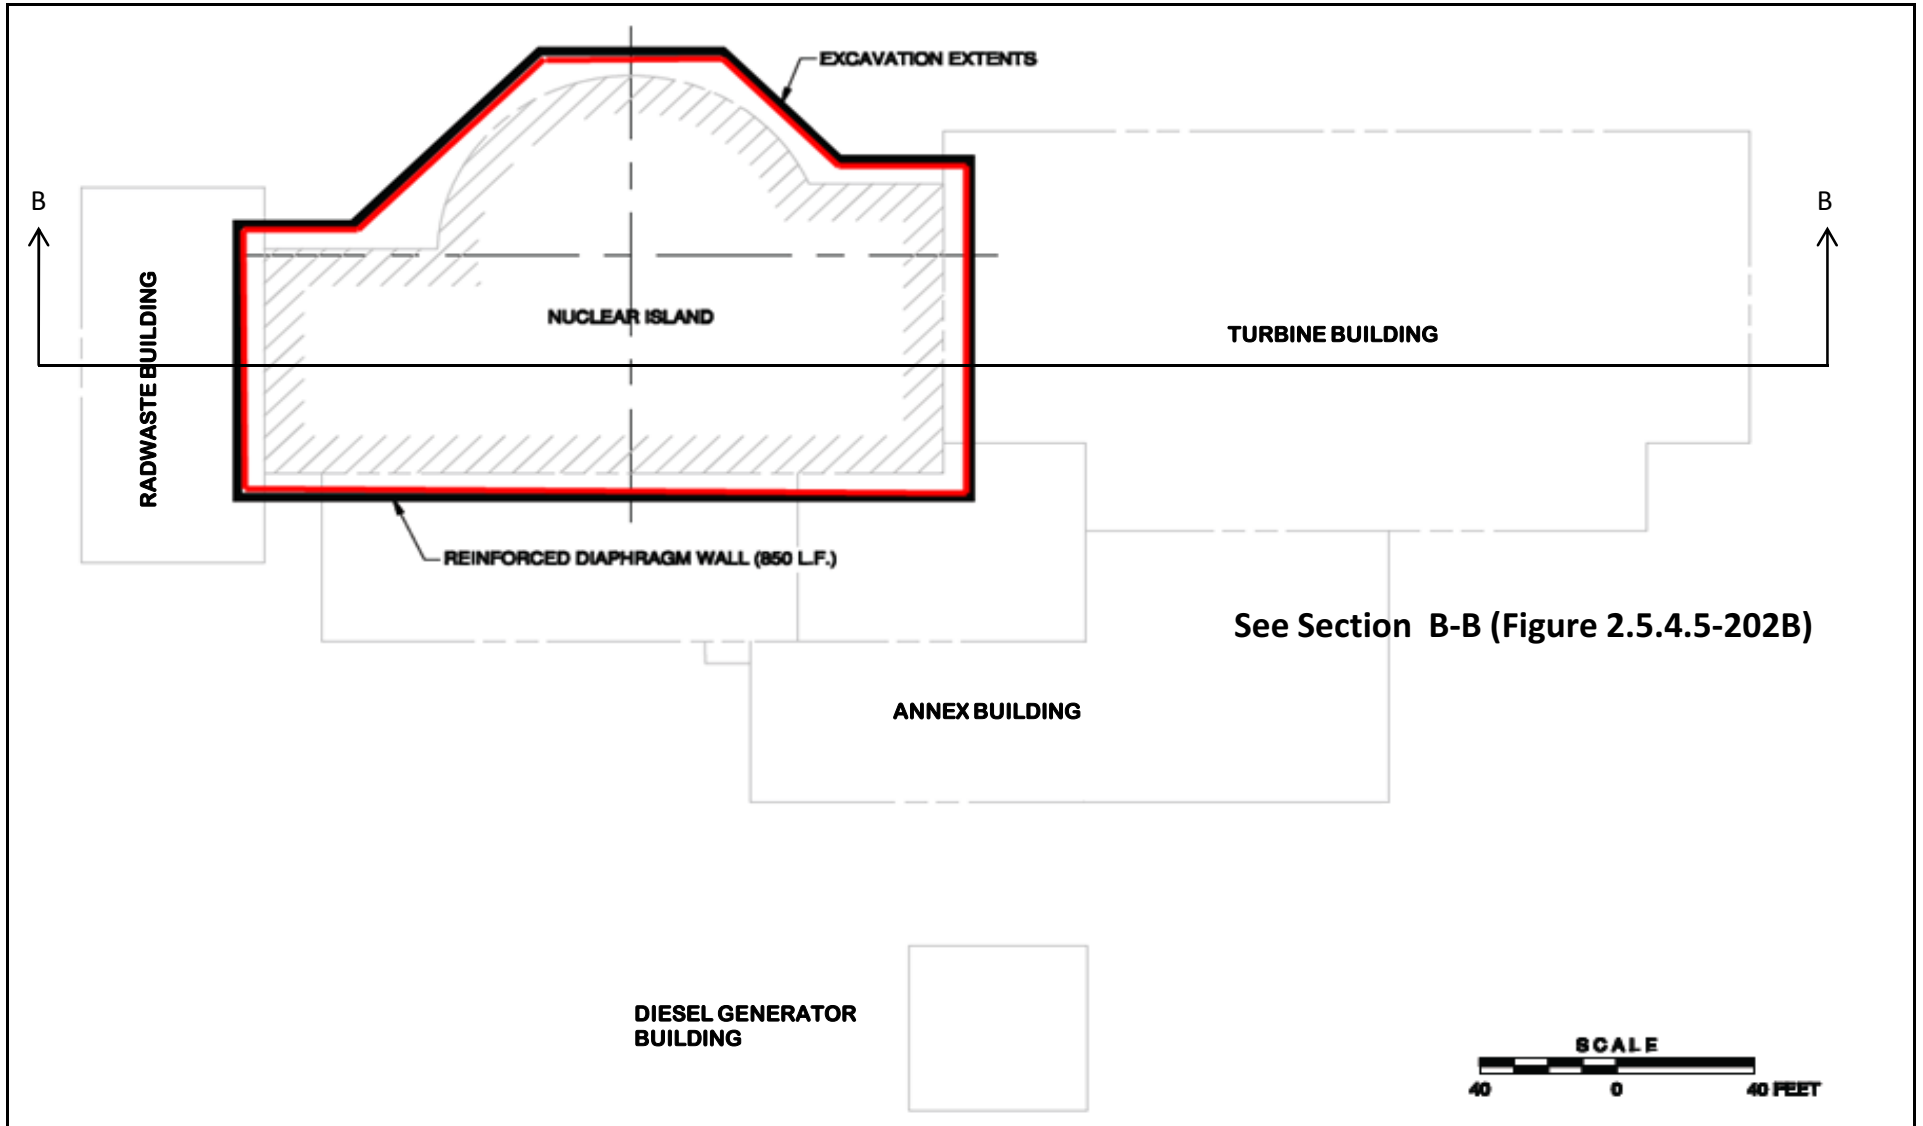 EXCAVATION EXTENTS
B
B
RADWASTE BUILDING
NUCLEAR ISLAND
TURBINE BUILDING
REINFORCED DIAPHRAGM WALL (850 L.F.)
See Section B-B (Figure 2.5.4.5-202B)
ANNEX BUILDING
DIESEL GENERATOR
BUILDING
SCALE
40 0 40 FEET